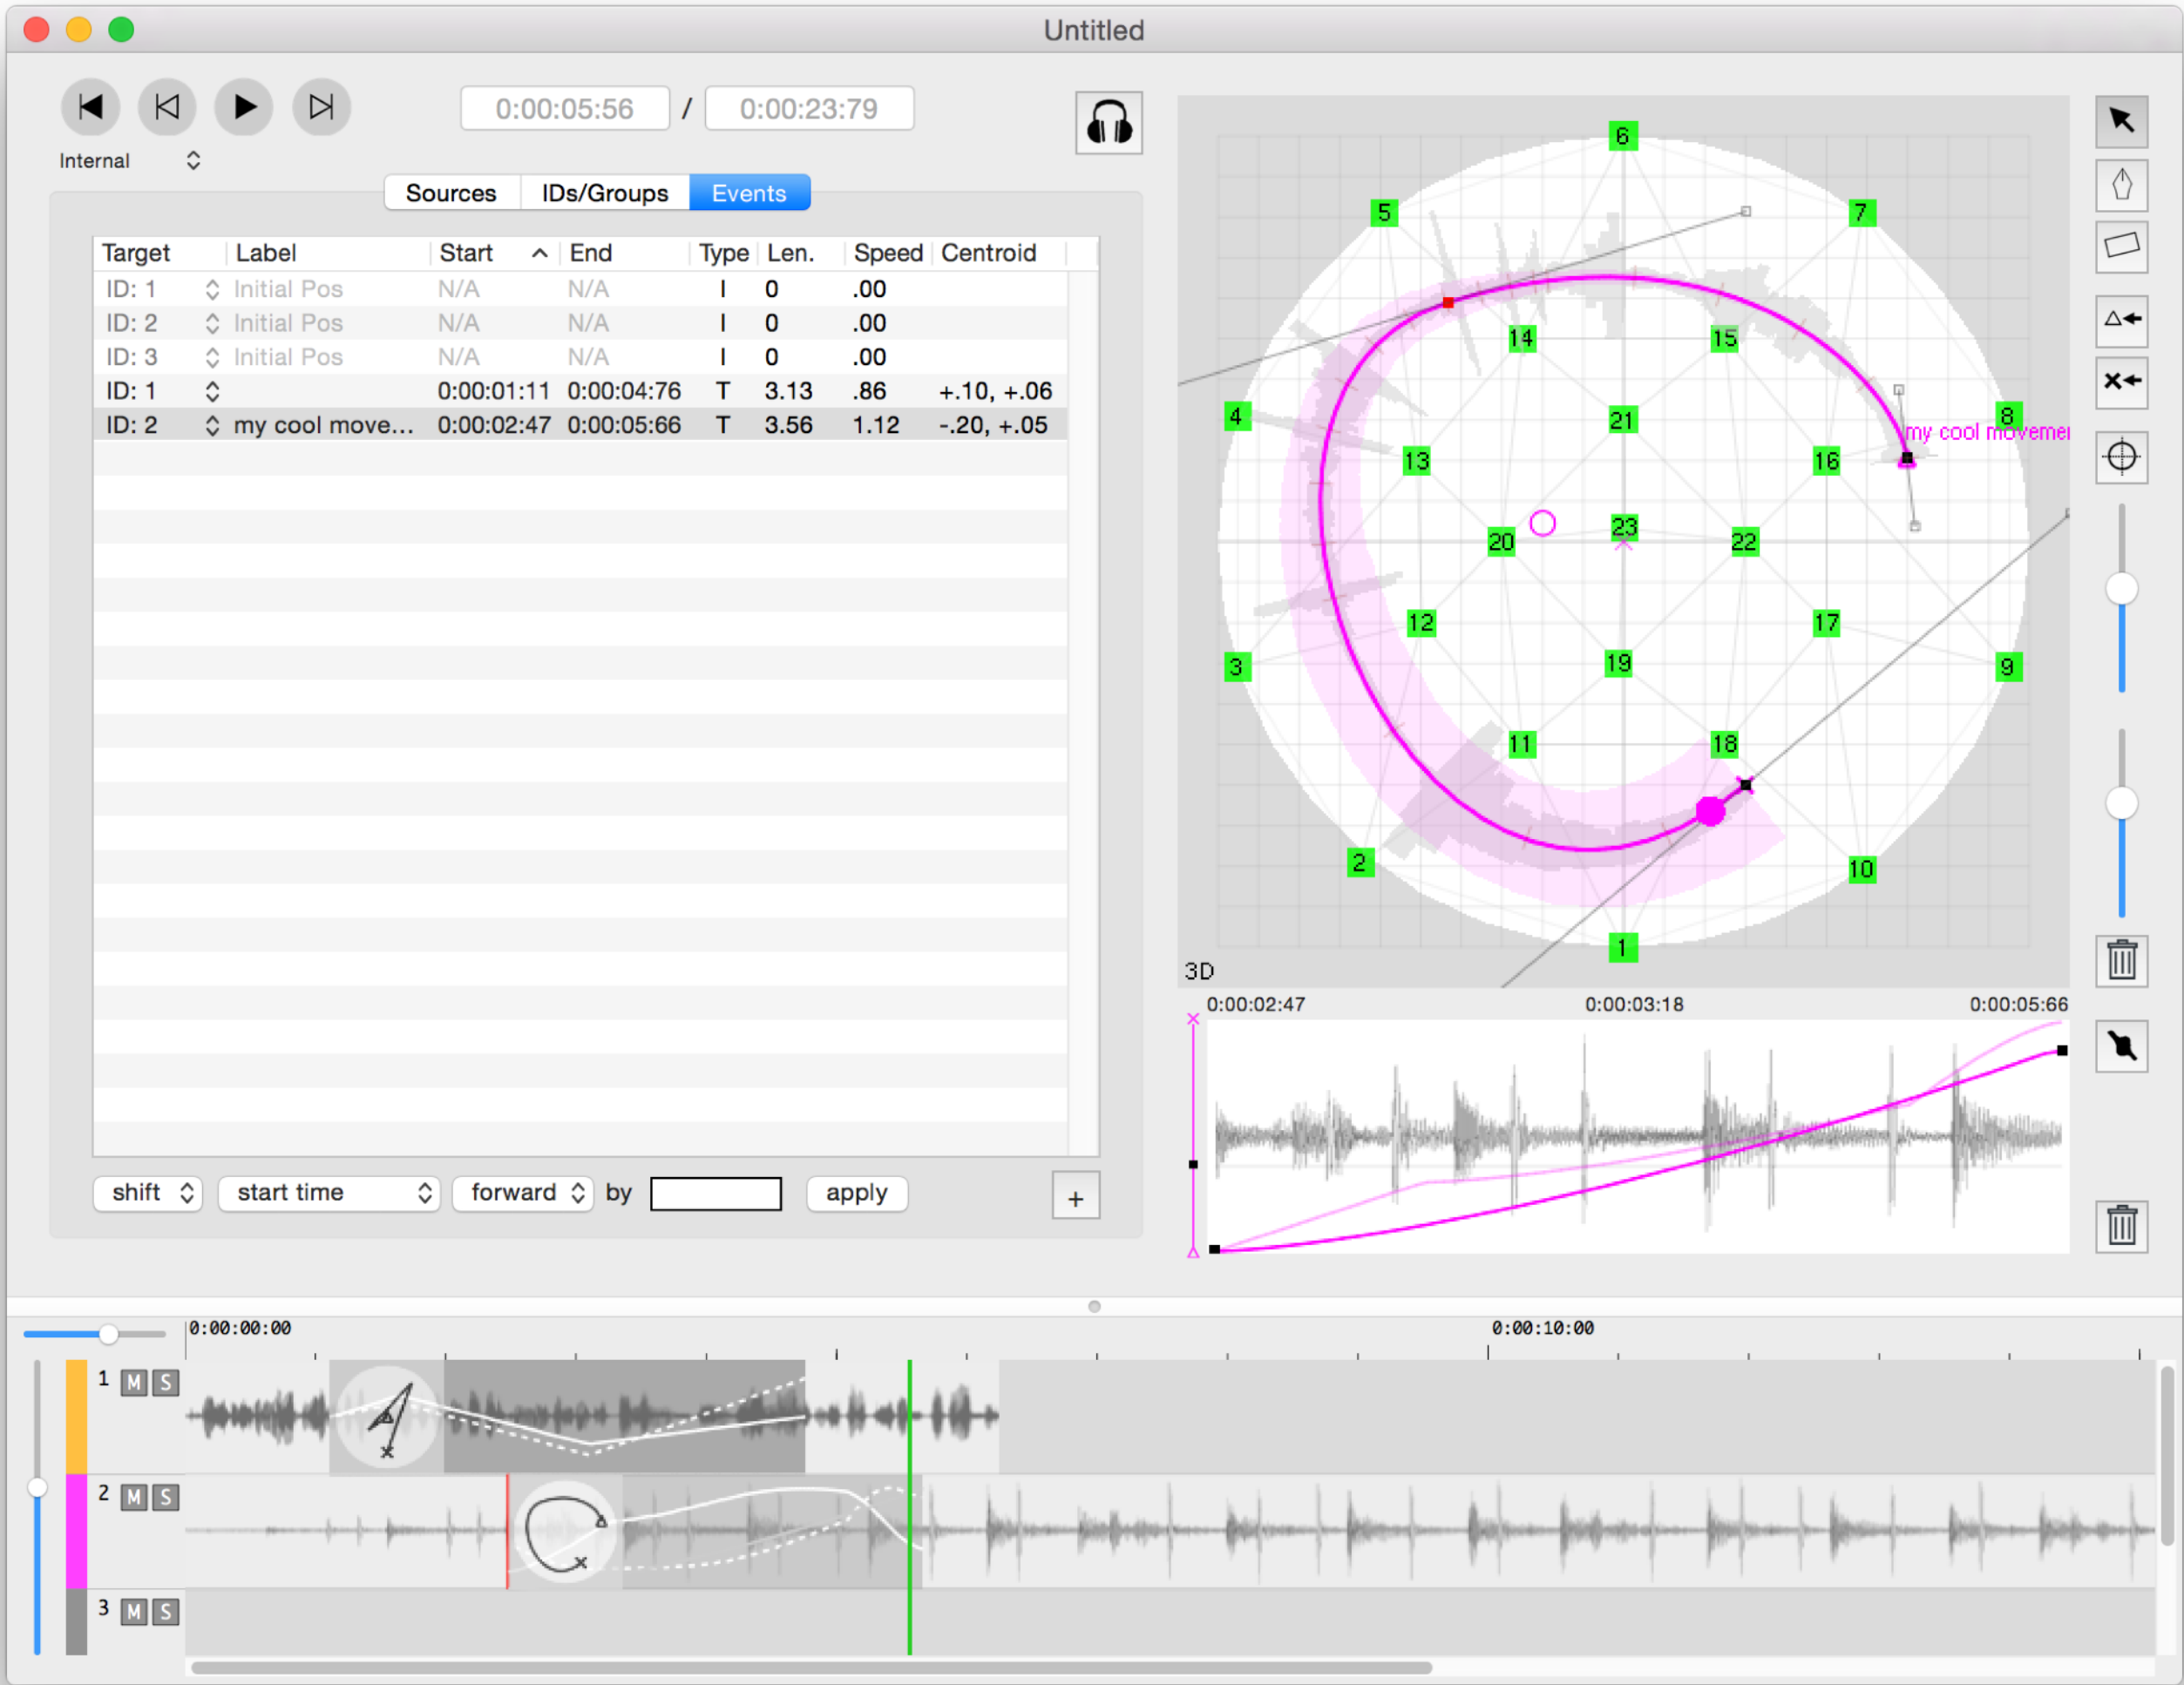 Untitled
0:00:05:56 / 0:00:23:79
Internal
Sources IDs/Groups Events
Target Label Start End Type Len. Speed Centroid
ID: 1 Initial Pos N/A N/A I 0 .00
ID: 2 Initial Pos N/A N/A I 0 .00
ID: 3 Initial Pos N/A N/A I 0 .00
ID: 1 0:00:01:11 0:00:04:76 T 3.13 .86 +.10, +.06
ID: 2 my cool move... 0:00:02:47 0:00:05:66 T 3.56 1.12 -.20, +.05
shift start time forward by apply +
6
5 7
14 15
4 21 8
my cool movemer
13 16
23
20 22
12 17
3 19 9
11 18
2 10
1
3D
0:00:02:47 0:00:03:18 0:00:05:66
0:00:00:00 0:00:10:00
1 M S
2 M S
3 M S